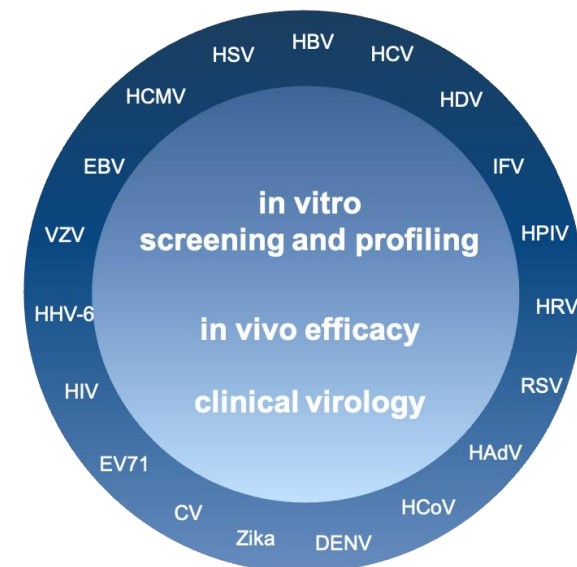 HBV
HCV
HDV
IFV
HPIV
HRV
RSV
HAdV
HCoV
DENV
Zika
CV
EV71
HIV
HHV-6
VZV
EBV
HCMV
HSV
in vitro
screening and profiling
in vivo efficacy
clinical virology